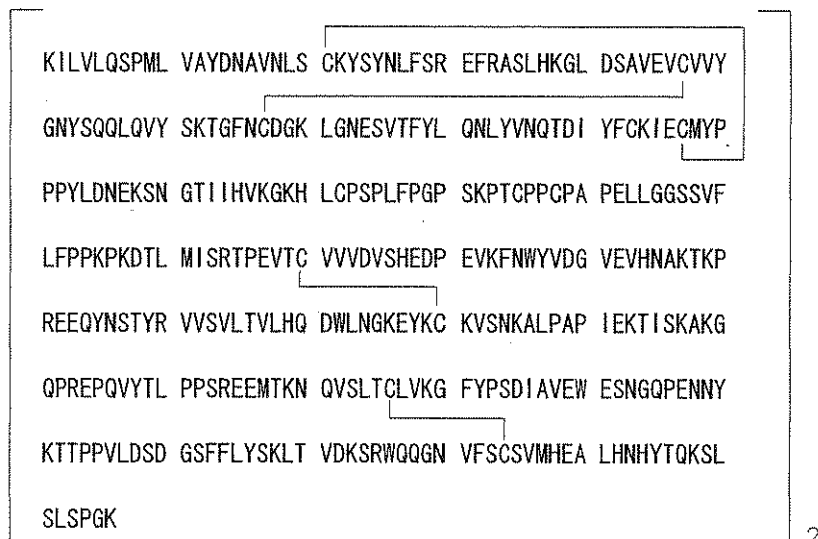 KILVLQSPML VAYDNAVNLS CKYSYNLFSR EFRASLHKGL DSAVEVCVVY
GNYSQQLQVY SKTGFNCDGK LGNESVTFYL QNLYVNQTDI YFCKIECMYP
PPYLDNEKSN GTIIHVKGKH LCPSPLFPGP SKPTCPPCPA PELLGGSSVF
LFPPKPKDTL MISRTPEVTC VVVDVSHEDP EVKFNWYVDG VEVHNAKTKP
REEQYNSTYR VVSVLTVLHQ DWLNGKEYKC KVSNKALPAP IEKTISKAKG
QPREPQVYTL PPSREEMTKN QVSLTCLVKG FYPSDIAVEW ESNGQPENNY
KTTPPVLDSD GSFFLYSKLT VDKSRWQQGN VFSCSVMHEA LHNHYTQKSL
SLSPGK
2